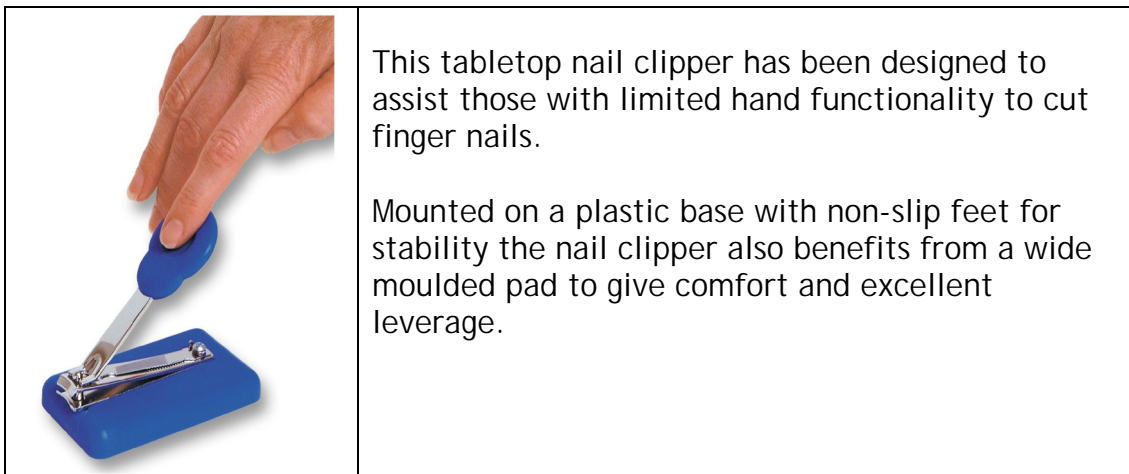 This tabletop nail clipper has been designed to
assist those with limited hand functionality to cut
finger nails.
Mounted on a plastic base with non-slip feet for
stability the nail clipper also benefits from a wide
moulded pad to give comfort and excellent
leverage.